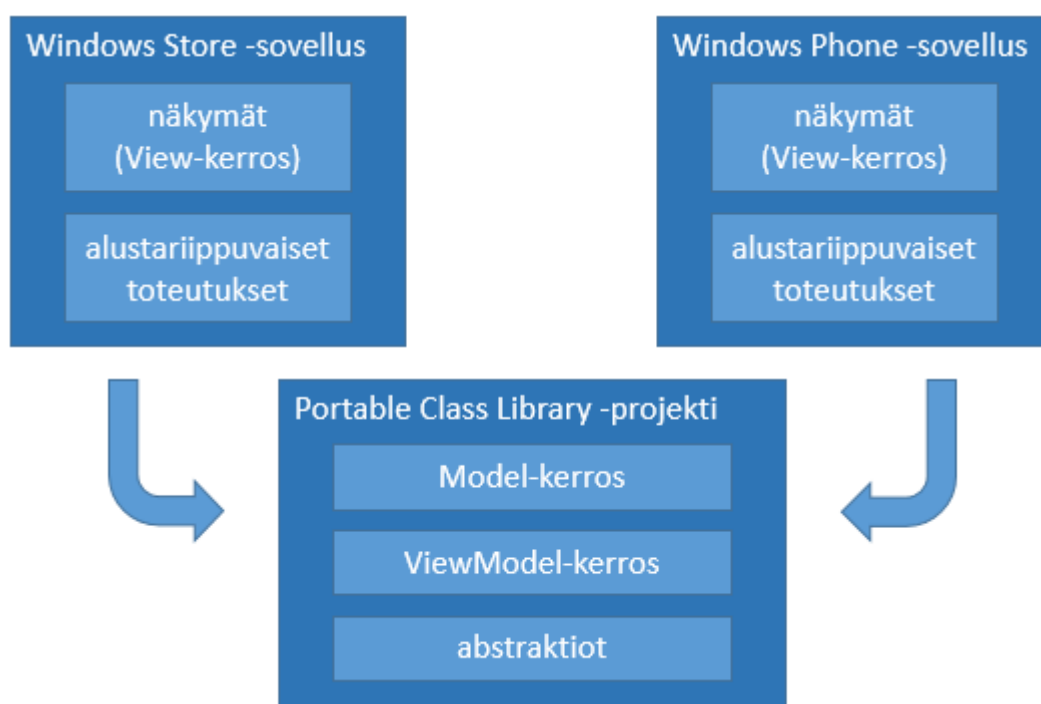 Windows Store -sovellus
näkymät
(View-kerros)
alustariippuvaiset
toteutukset
Windows Phone -sovellus
näkymät
(View-kerros)
alustariippuvaiset
toteutukset
Portable Class Library -projekti
Model-kerros
ViewModel-kerros
abstraktiot